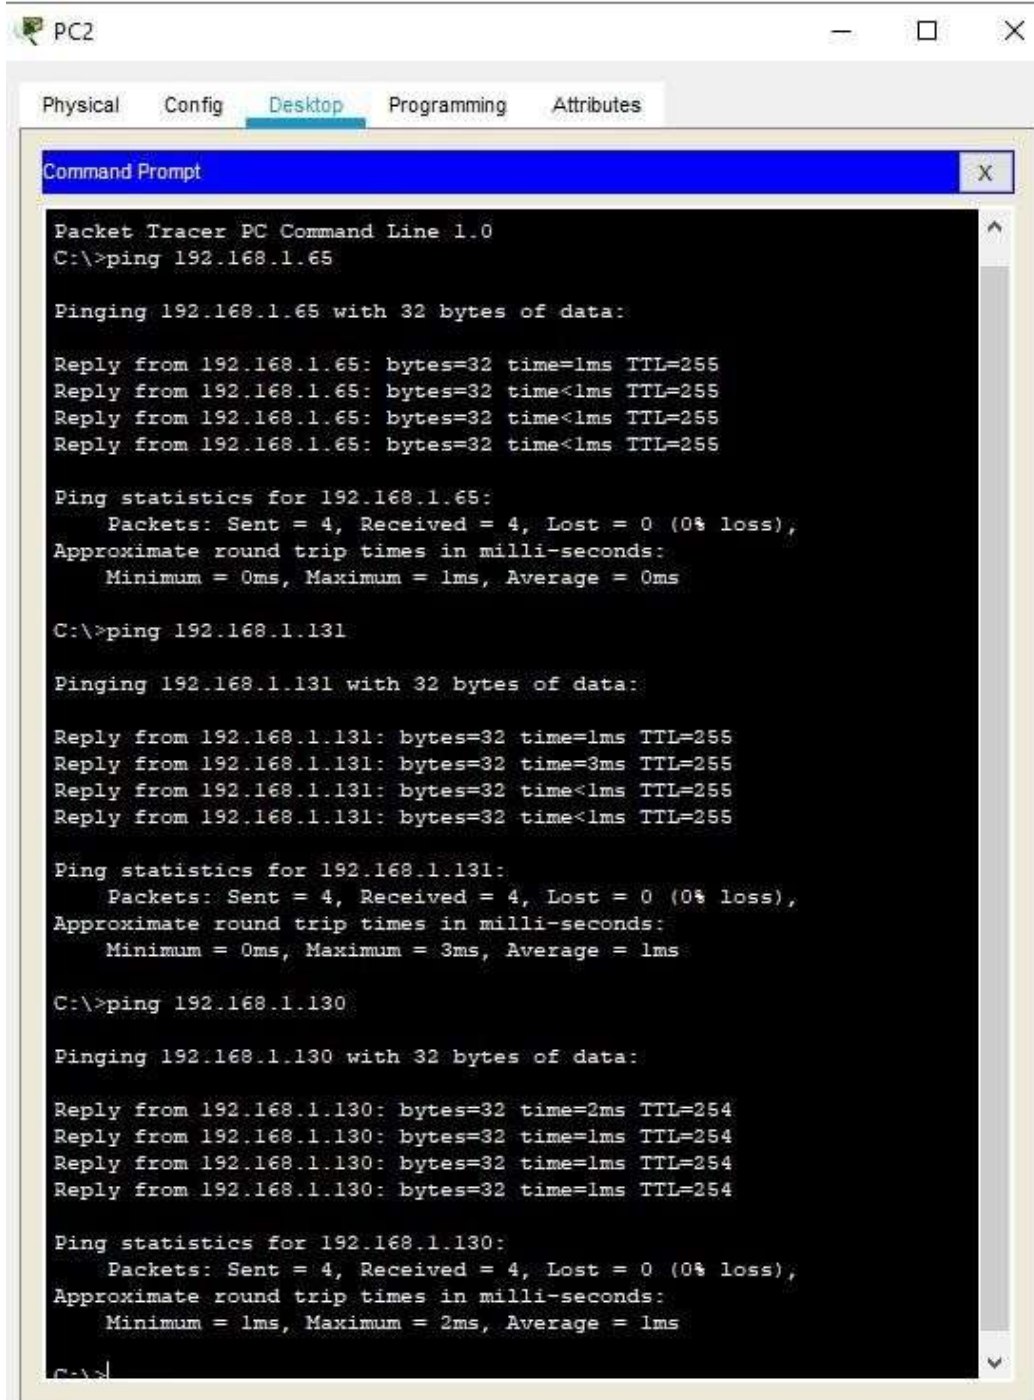 PC2
Physical Config Desktop Programming Attributes
Command Prompt X
Packet Tracer PC Command Line 1.0
C:\>ping 192.168.1.65
Pinging 192.168.1.65 with 32 bytes of data:
Reply from 192.168.1.65: bytes=32 time=1ms TTL=255
Reply from 192.168.1.65: bytes=32 time<1ms TTL=255
Reply from 192.168.1.65: bytes=32 time<1ms TTL=255
Reply from 192.168.1.65: bytes=32 time<1ms TTL=255
Ping statistics for 192.168.1.65:
Packets: Sent = 4, Received = 4, Lost = 0 (0% loss),
Approximate round trip times in milli-seconds:
Minimum = 0ms, Maximum = 1ms, Average = 0ms
C:\>ping 192.168.1.131
Pinging 192.168.1.131 with 32 bytes of data:
Reply from 192.168.1.131: bytes=32 time=1ms TTL=255
Reply from 192.168.1.131: bytes=32 time=3ms TTL=255
Reply from 192.168.1.131: bytes=32 time<1ms TTL=255
Reply from 192.168.1.131: bytes=32 time<1ms TTL=255
Ping statistics for 192.168.1.131:
Packets: Sent = 4, Received = 4, Lost = 0 (0% loss),
Approximate round trip times in milli-seconds:
Minimum = 0ms, Maximum = 3ms, Average = 1ms
C:\>ping 192.168.1.130
Pinging 192.168.1.130 with 32 bytes of data:
Reply from 192.168.1.130: bytes=32 time=2ms TTL=254
Reply from 192.168.1.130: bytes=32 time=1ms TTL=254
Reply from 192.168.1.130: bytes=32 time=1ms TTL=254
Reply from 192.168.1.130: bytes=32 time=1ms TTL=254
Ping statistics for 192.168.1.130:
Packets: Sent = 4, Received = 4, Lost = 0 (0% loss),
Approximate round trip times in milli-seconds:
Minimum = 1ms, Maximum = 2ms, Average = 1ms
C:\>